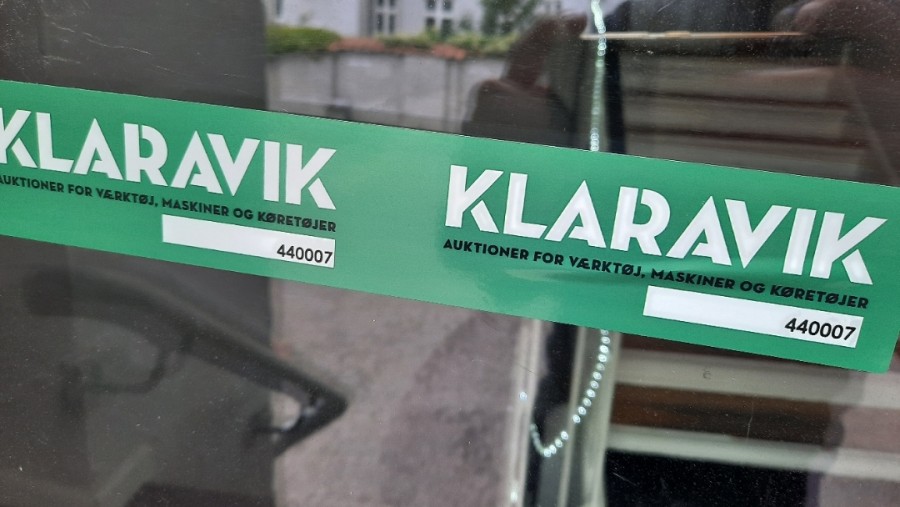 KLARAVIK
AUKTIONER FOR VÆRKTØJ, MASKINER OG KØRETØJER
440007
KLARAVIK
AUKTIONER FOR VÆRKTØJ, MASKINER OG KØRETØJER
440007